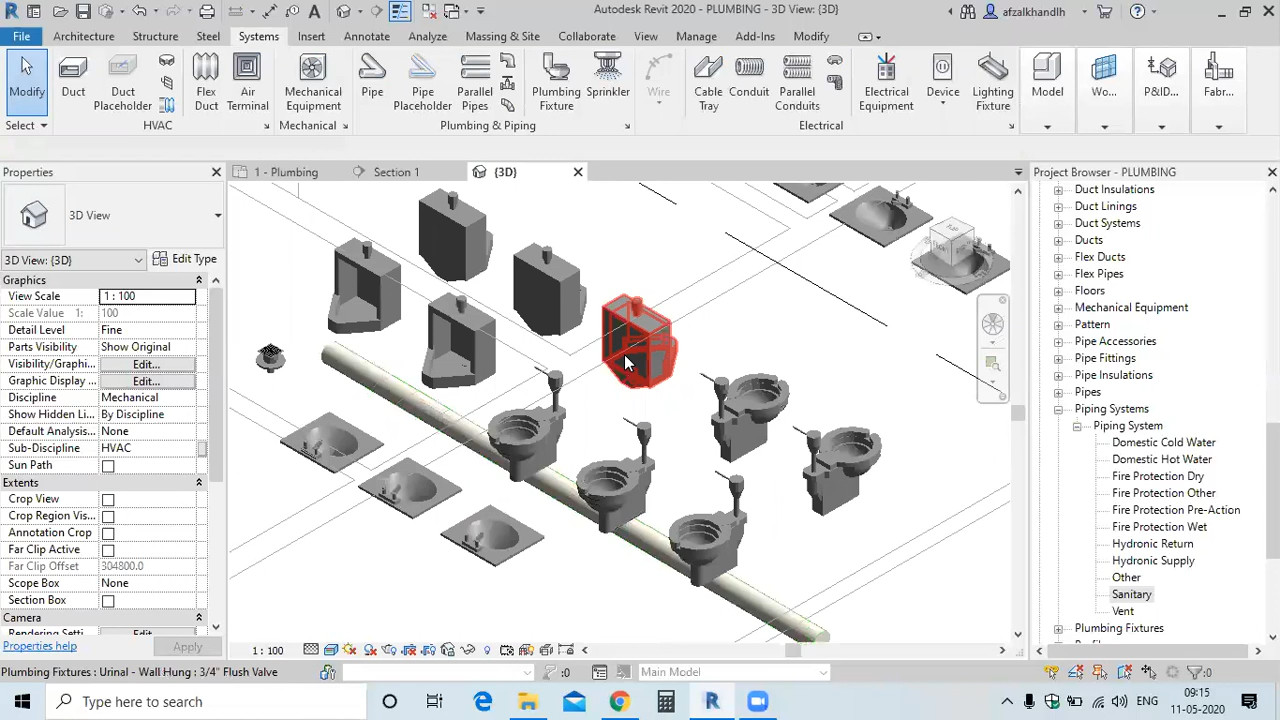 Autodesk Revit 2020 - PLUMBING - 3D View: {3D}
afzalkhandlh
File Architecture Structure Steel Systems Insert Annotate Analyze Massing & Site Collaborate View Manage Add-Ins Modify
Modify Duct Duct Placeholder Flex Duct Air Terminal Mechanical Equipment Pipe Pipe Placeholder Parallel Pipes Plumbing Fixture Sprinkler Wire Cable Tray Conduit Parallel Conduits Electrical Equipment Device Lighting Fixture Model Wo... P&ID... Fabr...
Select HVAC Mechanical Plumbing & Piping Electrical
Properties
3D View
3D View: {3D} Edit Type
Graphics
View Scale 1 : 100
Scale Value 1: 100
Detail Level Fine
Parts Visibility Show Original
Visibility/Graphi... Edit...
Graphic Display ... Edit...
Discipline Mechanical
Show Hidden Li... By Discipline
Default Analysis... None
Sub-Discipline HVAC
Sun Path
Extents
Crop View
Crop Region Vis...
Annotation Crop
Far Clip Active
Far Clip Offset 304800.0
Scope Box None
Section Box
Camera
Rendering Setti... Edit...
Properties help Apply
1 - Plumbing Section 1 {3D}
1 : 100
Project Browser - PLUMBING
Duct Insulations
Duct Linings
Duct Systems
Ducts
Flex Ducts
Flex Pipes
Floors
Mechanical Equipment
Pattern
Pipe Accessories
Pipe Fittings
Pipe Insulations
Pipes
Piping Systems
Piping System
Domestic Cold Water
Domestic Hot Water
Fire Protection Dry
Fire Protection Other
Fire Protection Pre-Action
Fire Protection Wet
Hydronic Return
Hydronic Supply
Other
Sanitary
Vent
Plumbing Fixtures
Plumbing Fixtures : Urinal - Wall Hung : 3/4" Flush Valve :0 Main Model :0
Type here to search
ENG
09:15
11-05-2020